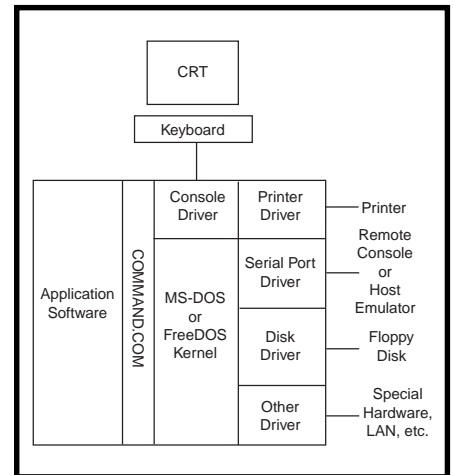 CRT
Keyboard
Console
Driver
Printer
Driver
Printer
Application
Software
COMMAND.COM
MS-DOS
or
FreeDOS
Kernel
Serial Port
Driver
Remote
Console
or
Host
Emulator
Disk
Driver
Floppy
Disk
Other
Driver
Special
Hardware,
LAN, etc.